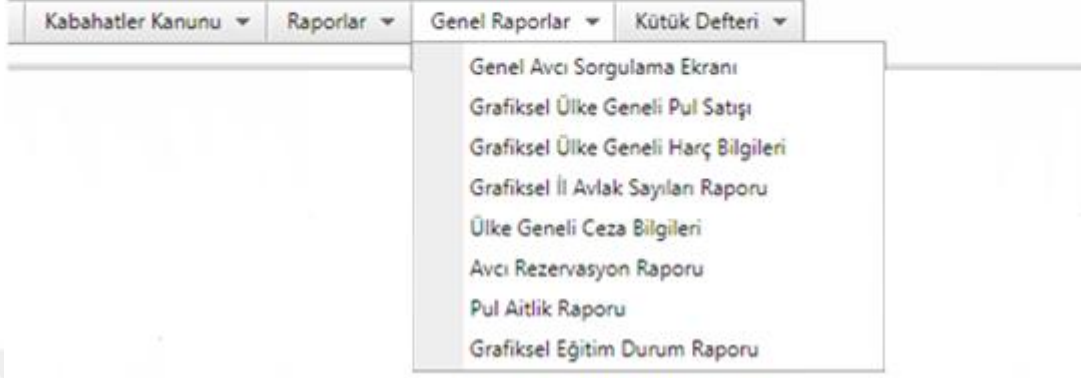 Kabahatler Kanunu Raporlar Genel Raporlar Kütük Defteri
Genel Avcı Sorgulama Ekranı
Grafiksel Ülke Geneli Pul Satışı
Grafiksel Ülke Geneli Harç Bilgileri
Grafiksel İl Avlak Sayıları Raporu
Ülke Geneli Ceza Bilgileri
Avcı Rezervasyon Raporu
Pul Aitlik Raporu
Grafiksel Eğitim Durum Raporu